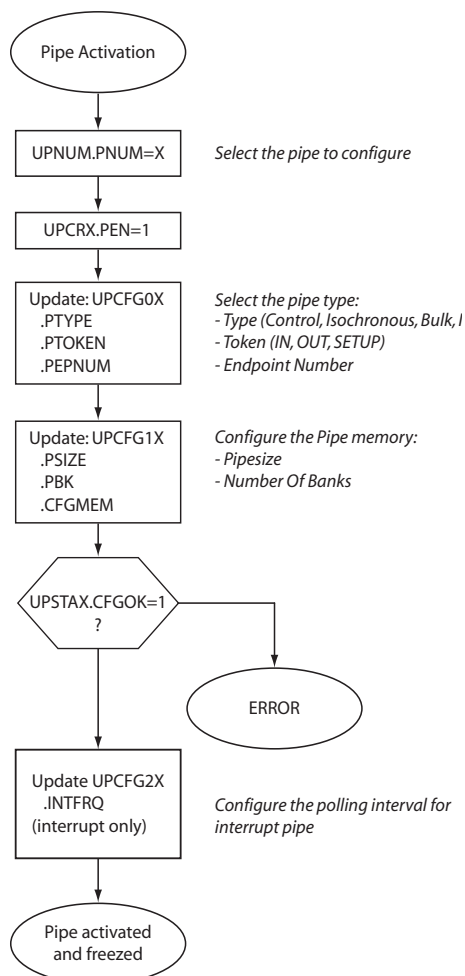 Pipe Activation
UPNUM.PNUM=X
Select the pipe to configure
UPCRX.PEN=1
Update: UPCFG0X
.PTYPE
.PTOKEN
.PEPNUM
Select the pipe type:
- Type (Control, Isochronous, Bulk,
- Token (IN, OUT, SETUP)
- Endpoint Number
Update: UPCFG1X
.PSIZE
.PBK
.CFGMEM
Configure the Pipe memory:
- Pipesize
- Number Of Banks
UPSTAX.CFGOK=1
?
ERROR
Update UPCFG2X
.INTFRQ
(interrupt only)
Configure the polling interval for
interrupt pipe
Pipe activated
and freezed